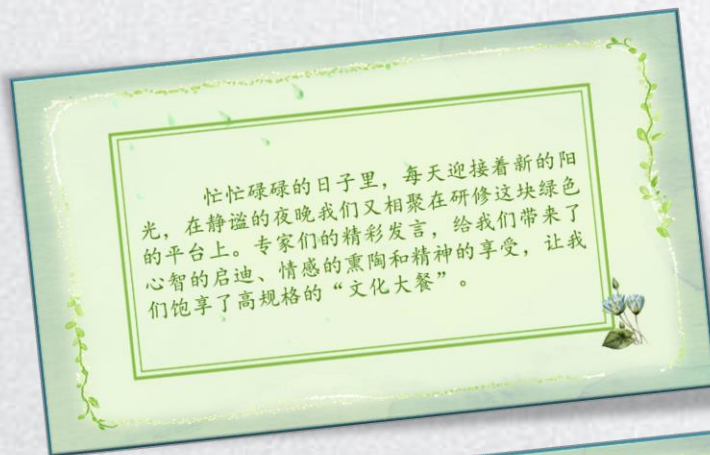 忙忙碌碌的日子里，每天迎接着新的阳
光，在静谧的夜晚我们又相聚在研修这块绿色
的平台上。专家们的精彩发言，给我们带来了
心智的启迪、情感的熏陶和精神的享受，让我
们饱享了高规格的“文化大餐”。